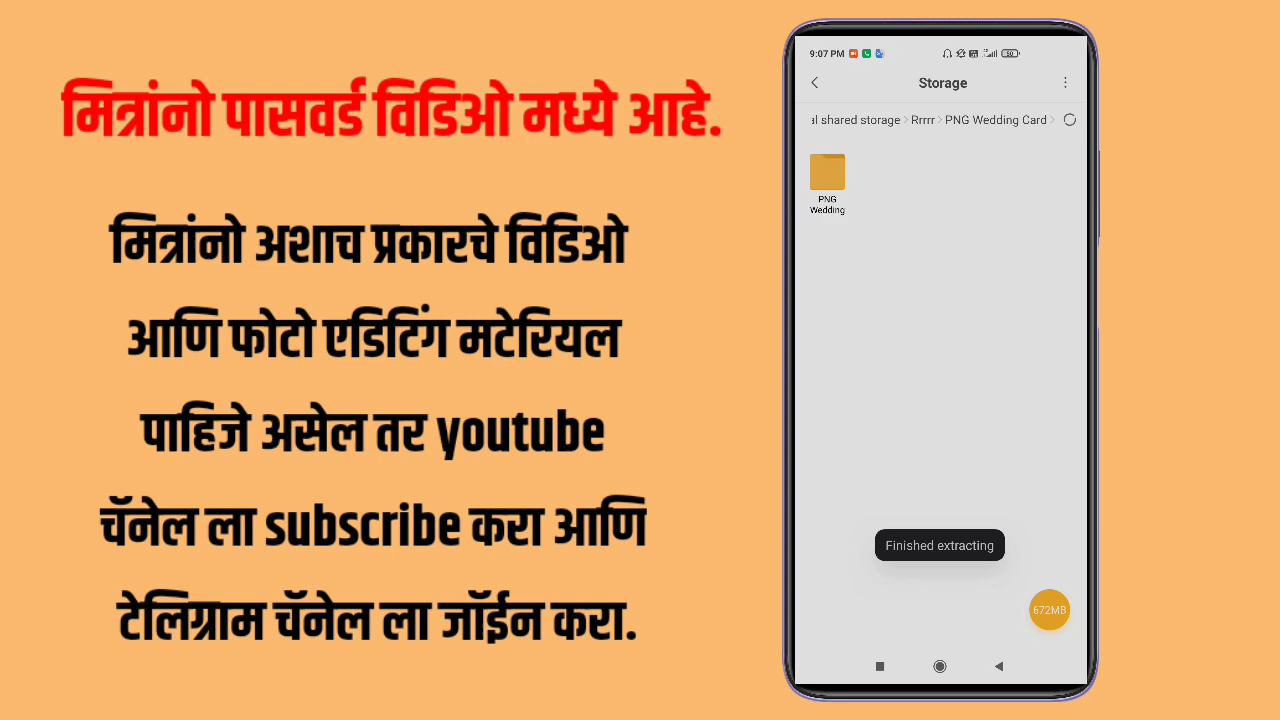 मित्रांनो पासवर्ड विडिओ मध्ये आहे.
मित्रांनो अशाच प्रकारचे विडिओ
आणि फोटो एडिटिंग मटेरियल
पाहिजे असेल तर youtube
चॅनेल ला subscribe करा आणि
टेलिग्राम चॅनेल ला जॉईन करा.
9:07 PM
50
Storage
al shared storage > Rrrrr > PNG Wedding Card >
PNG
Wedding
Finished extracting
672MB